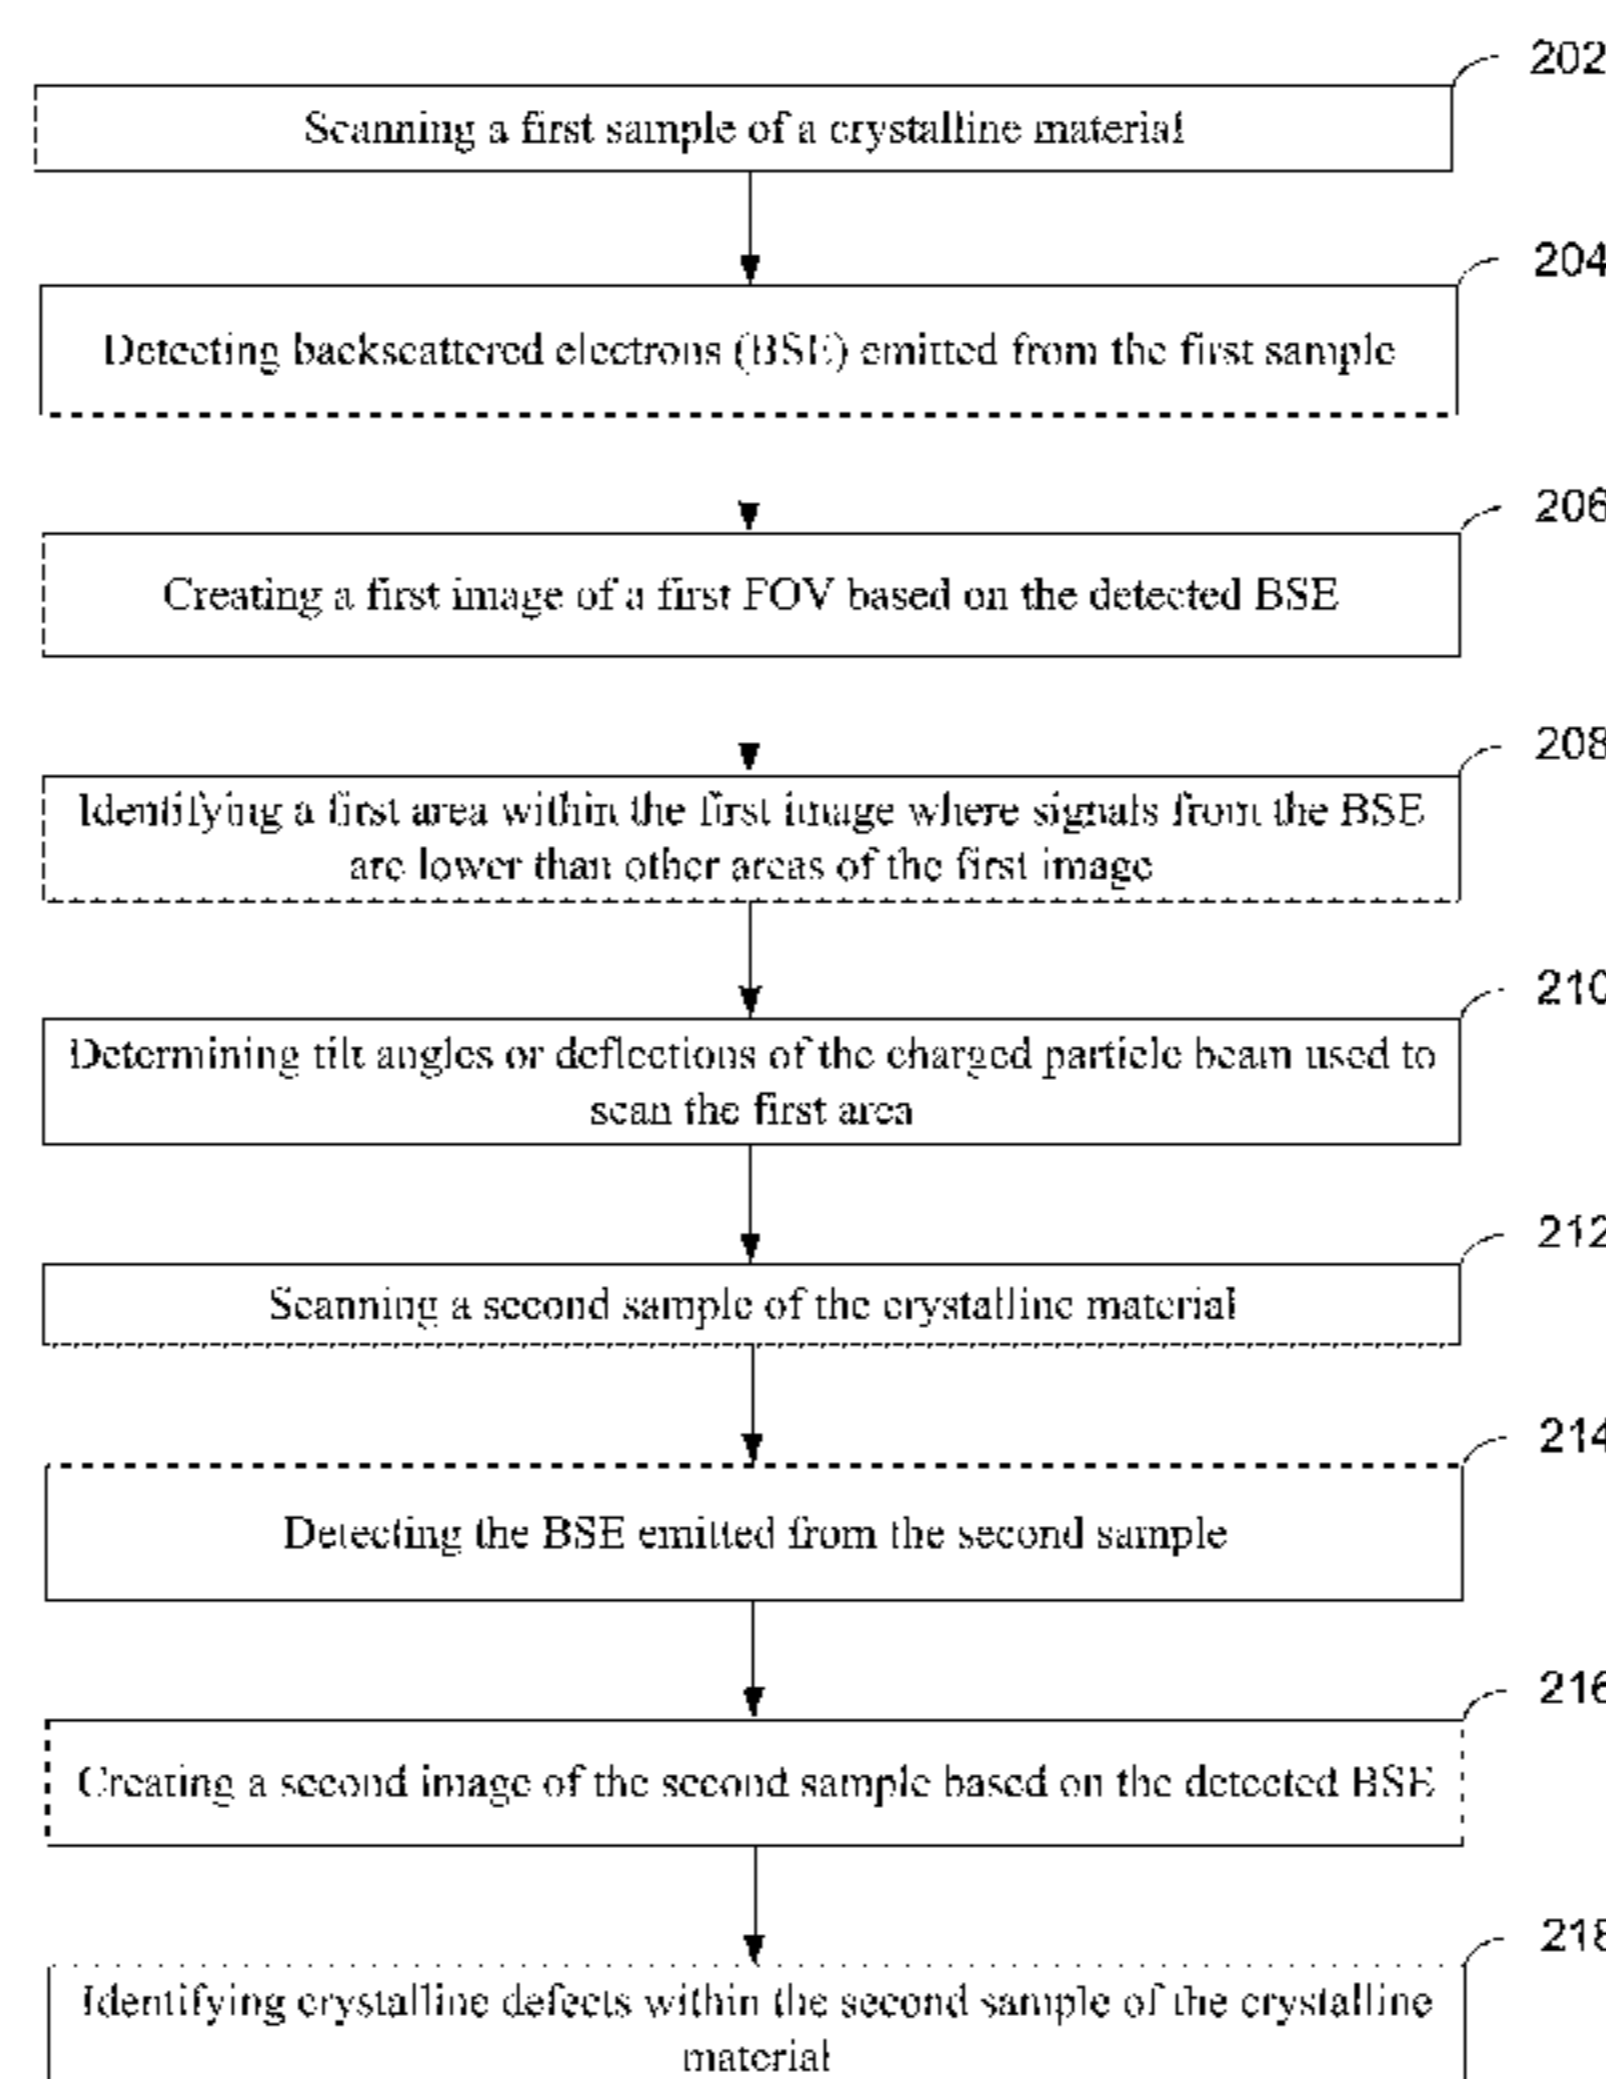 202
Scanning a first sample of a crystalline material
204
Detecting backscattered electrons (BSE) emitted from the first sample
206
Creating a first image of a first FOV based on the detected BSE
208
Identifying a first area within the first image where signals from the BSE
are lower than other areas of the first image
210
Determining tilt angles or deflections of the charged particle beam used to
scan the first area
212
Scanning a second sample of the crystalline material
214
Detecting the BSE emitted from the second sample
216
Creating a second image of the second sample based on the detected BSE
218
Identifying crystalline defects within the second sample of the crystalline
material